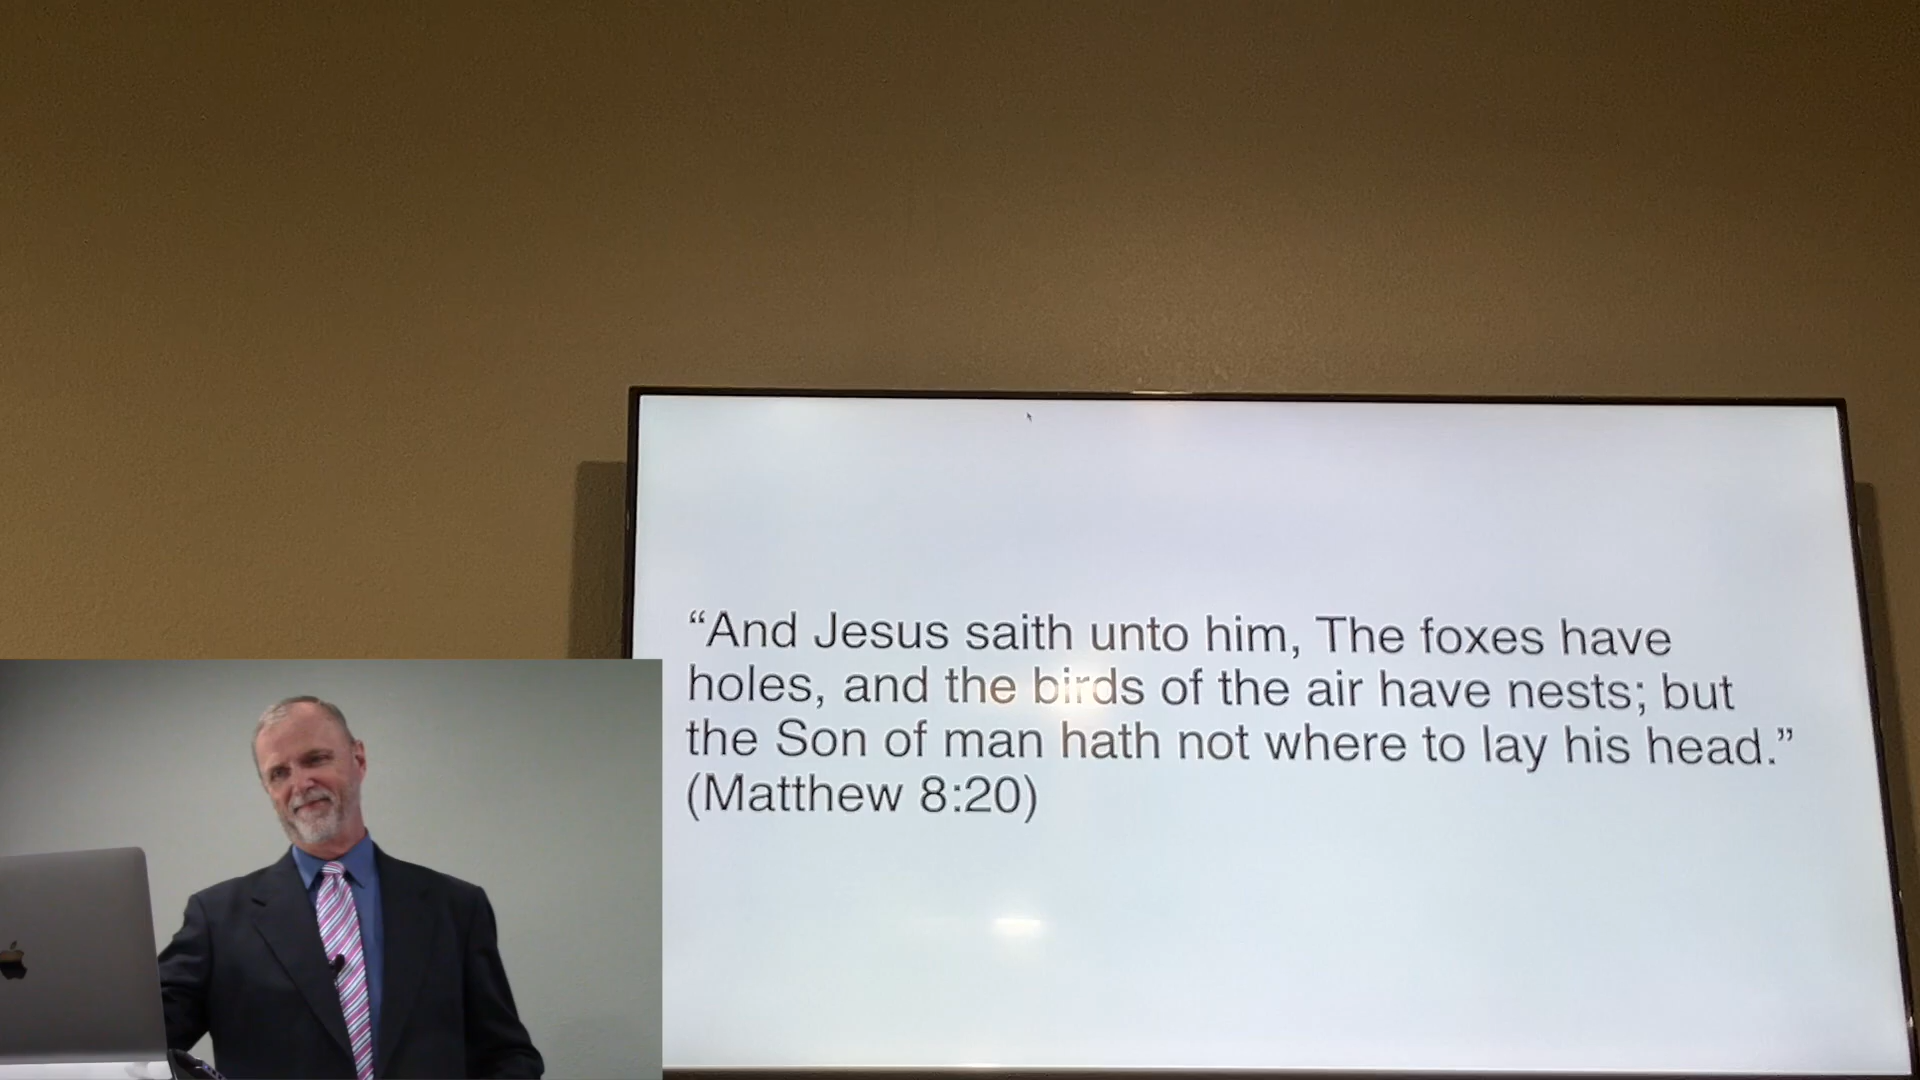 “And Jesus saith unto him, The foxes have
holes, and the birds of the air have nests; but
the Son of man hath not where to lay his head.”
(Matthew 8:20)